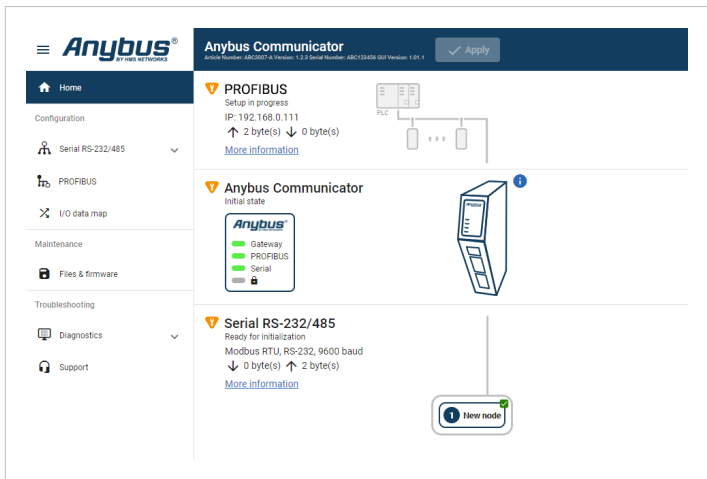 Anybus®
BY HMS NETWORKS
Anybus Communicator
Article Number: ABC3007-A Version: 1.2.3 Serial Number: ABC123456 GUI Version: 1.01.1
Apply
Home
Configuration
Serial RS-232/485
PROFIBUS
I/O data map
Maintenance
Files & firmware
Troubleshooting
Diagnostics
Support
PROFIBUS
Setup in progress
IP: 192.168.0.111
2 byte(s) 0 byte(s)
More information
PLC
Anybus Communicator
Initial state
Anybus®
Gateway
PROFIBUS
Serial
Anybus
Serial RS-232/485
Ready for initialization
Modbus RTU, RS-232, 9600 baud
0 byte(s) 2 byte(s)
More information
1 New node